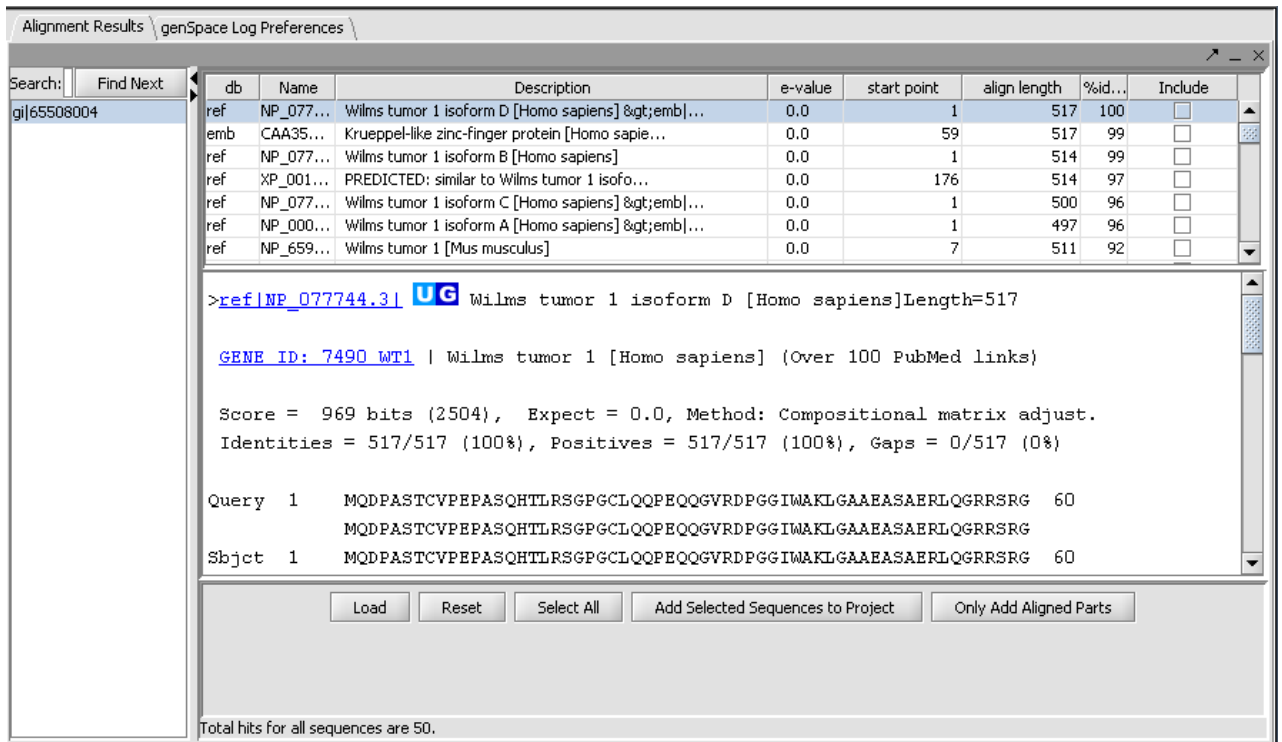 Alignment Results genSpace Log Preferences
Search: Find Next
gi|65508004
db Name Description e-value start point align length %id... Include
ref NP_077... Wilms tumor 1 isoform D [Homo sapiens] &gt;emb|... 0.0 1 517 100
emb CAA35... Krueppel-like zinc-finger protein [Homo sapie... 0.0 59 517 99
ref NP_077... Wilms tumor 1 isoform B [Homo sapiens] 0.0 1 514 99
ref XP_001... PREDICTED: similar to Wilms tumor 1 isofo... 0.0 176 514 97
ref NP_077... Wilms tumor 1 isoform C [Homo sapiens] &gt;emb|... 0.0 1 500 96
ref NP_000... Wilms tumor 1 isoform A [Homo sapiens] &gt;emb|... 0.0 1 497 96
ref NP_659... Wilms tumor 1 [Mus musculus] 0.0 7 511 92
>ref|NP_077744.3| U G Wilms tumor 1 isoform D [Homo sapiens]Length=517
GENE ID: 7490 WT1 | Wilms tumor 1 [Homo sapiens] (Over 100 PubMed links)
Score = 969 bits (2504), Expect = 0.0, Method: Compositional matrix adjust.
Identities = 517/517 (100%), Positives = 517/517 (100%), Gaps = 0/517 (0%)
Query 1 MQDPASTCVPEPASQHTLRSGPGCLQQPEQQGVRDPGGIWAKLGAAEASAERLQGRRSRG 60
MQDPASTCVPEPASQHTLRSGPGCLQQPEQQGVRDPGGIWAKLGAAEASAERLQGRRSRG
Sbjct 1 MQDPASTCVPEPASQHTLRSGPGCLQQPEQQGVRDPGGIWAKLGAAEASAERLQGRRSRG 60
Load Reset Select All Add Selected Sequences to Project Only Add Aligned Parts
Total hits for all sequences are 50.